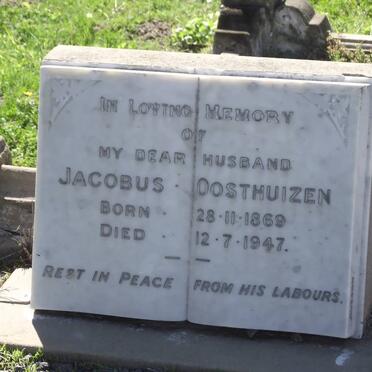 IN LOVING MEMORY
OF
MY DEAR HUSBAND
JACOBUS · OOSTHUIZEN
BORN · 28·11·1869
DIED · 12·7·1947.
REST IN PEACE FROM HIS LABOURS.